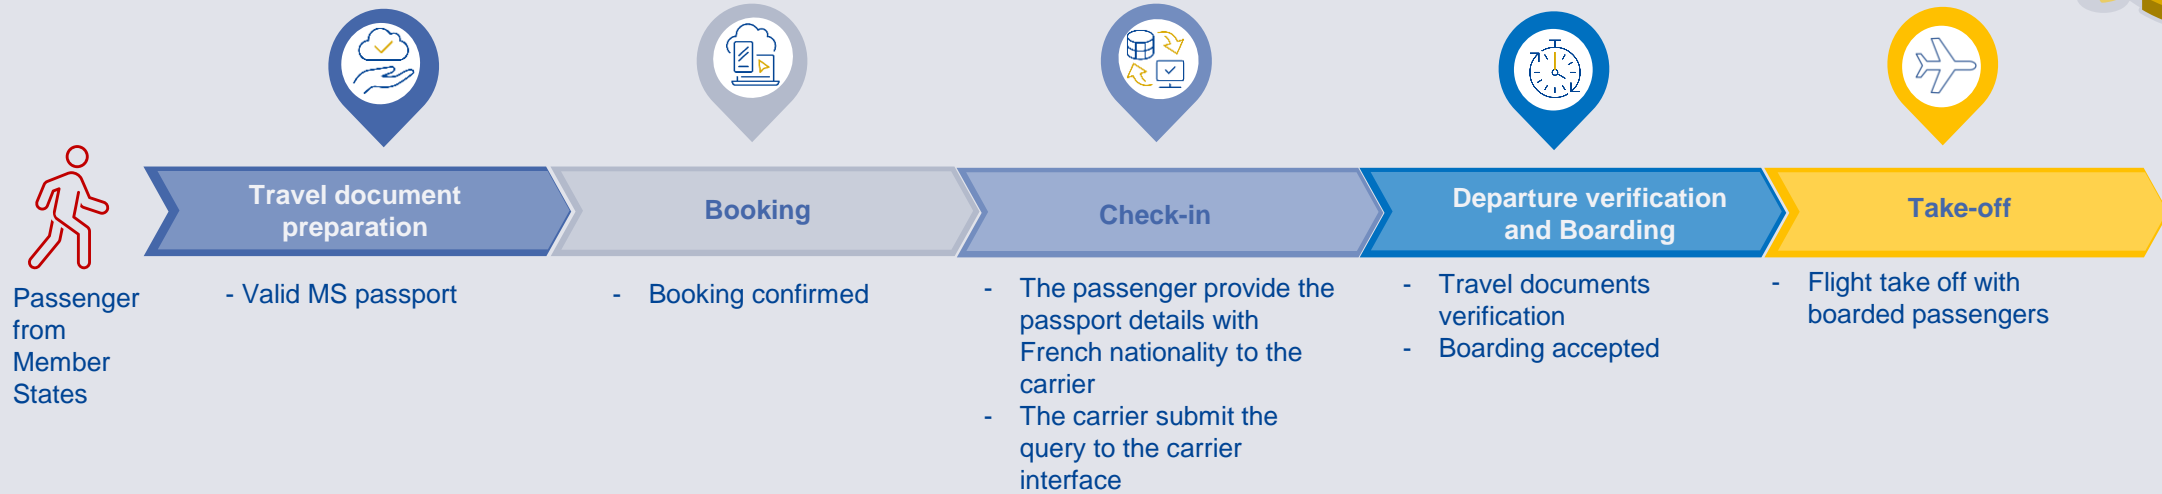 Travel document
preparation
Booking
Check-in
Departure verification
and Boarding
Take-off
Passenger
from
Member
States
- Valid MS passport
- Booking confirmed
- The passenger provide the
passport details with
French nationality to the
carrier
- The carrier submit the
query to the carrier
interface
- Travel documents
verification
- Boarding accepted
- Flight take off with
boarded passengers